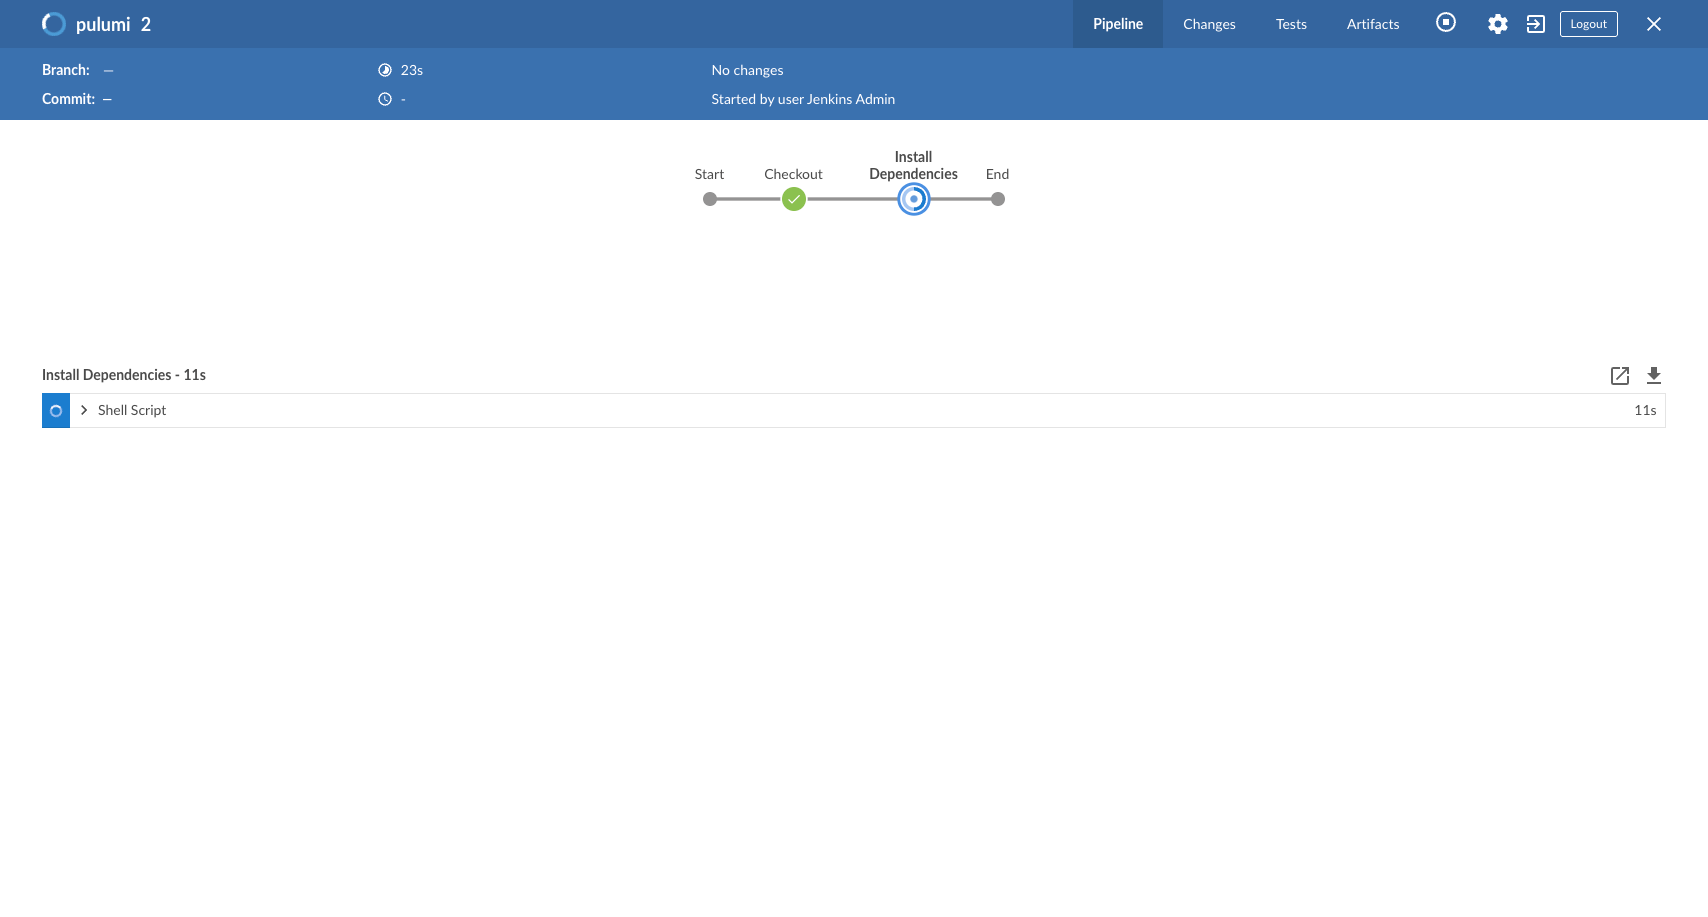 pulumi 2
Pipeline
Changes
Tests
Artifacts
Logout
Branch: —
23s
No changes
Commit: —
-
Started by user Jenkins Admin
Start
Checkout
Install
Dependencies
End
Install Dependencies - 11s
Shell Script
11s